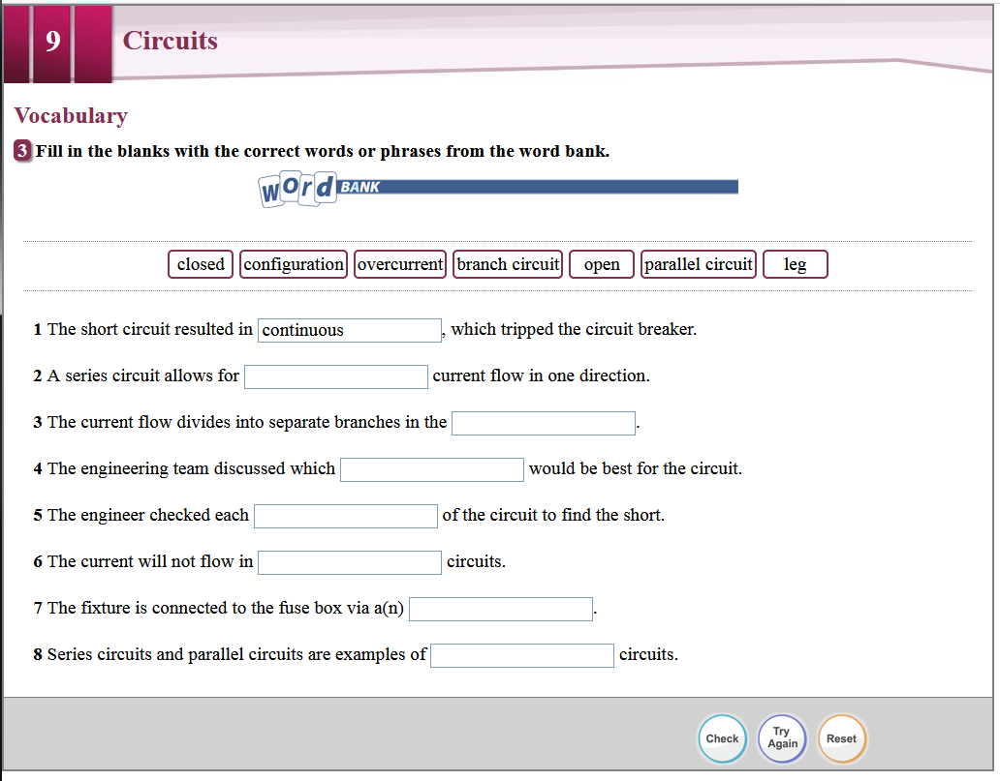 9 Circuits
Vocabulary
3 Fill in the blanks with the correct words or phrases from the word bank.
word BANK
closed configuration overcurrent branch circuit open parallel circuit leg
1 The short circuit resulted in continuous, which tripped the circuit breaker.
2 A series circuit allows for current flow in one direction.
3 The current flow divides into separate branches in the .
4 The engineering team discussed which would be best for the circuit.
5 The engineer checked each of the circuit to find the short.
6 The current will not flow in circuits.
7 The fixture is connected to the fuse box via a(n) .
8 Series circuits and parallel circuits are examples of circuits.
Check Try Again Reset